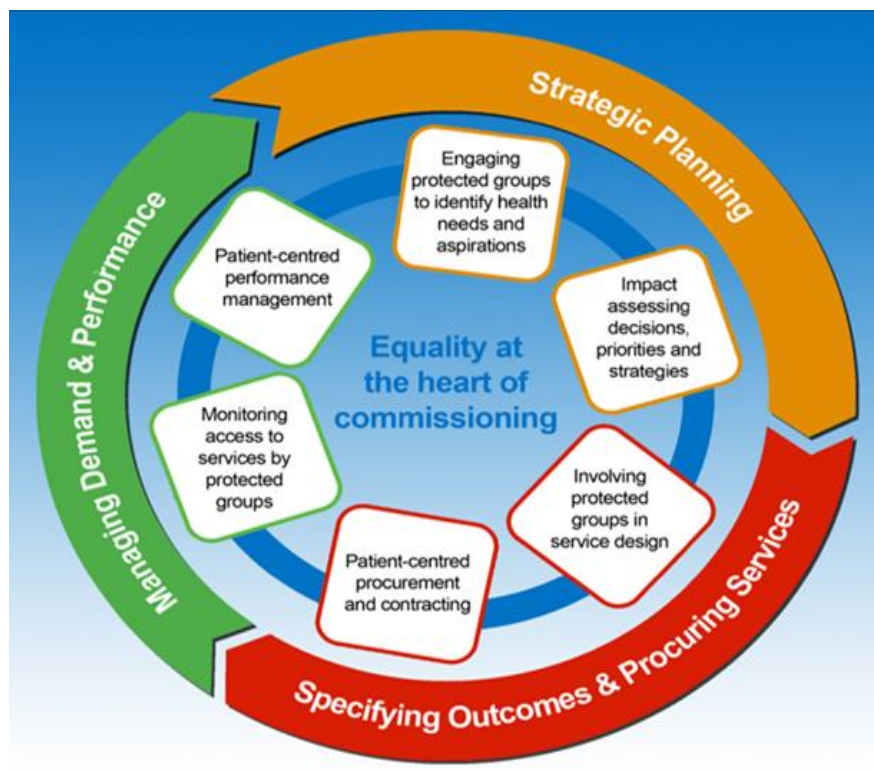 Strategic Planning
Engaging
protected groups
to identify health
needs and
aspirations
Impact
assessing
decisions,
priorities and
strategies
Specifying Outcomes & Procuring Services
Involving
protected
groups in
service design
Patient-centred
procurement
and contracting
Managing Demand & Performance
Monitoring
access to
services by
protected
groups
Patient-centred
performance
management
Equality at
the heart of
commissioning